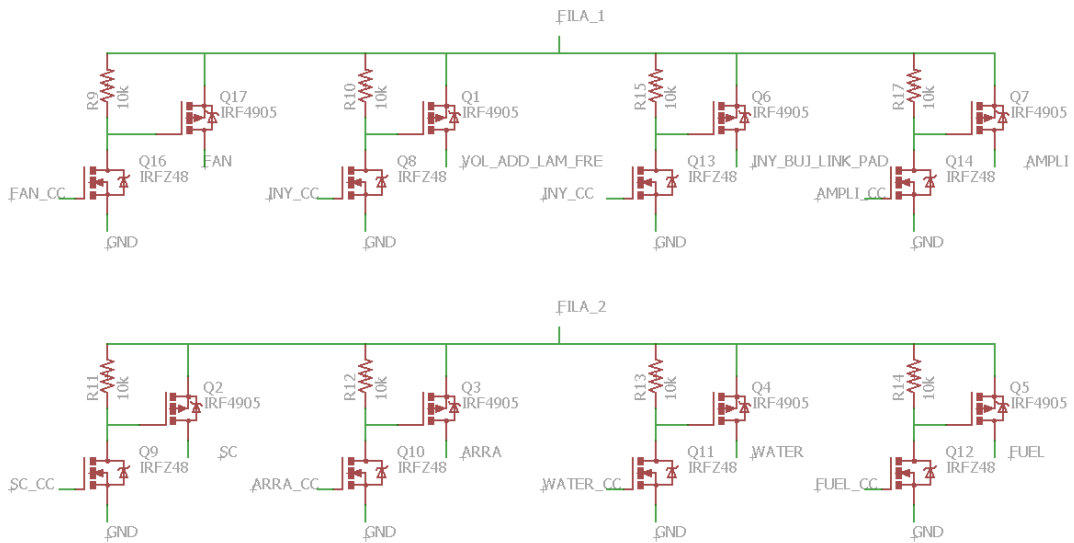 FILA_1
R9
10k
Q17
IRF4905
FAN
Q16
IRFZ48
FAN_CC
GND
R10
10k
Q1
IRF4905
VOL_ADD_LAM_FRE
Q8
IRFZ48
INY_CC
GND
R15
10k
Q6
IRF4905
INY_BUJ_LINK_PAD
Q13
IRFZ48
INY_CC
GND
R17
10k
Q7
IRF4905
AMPLI
Q14
IRFZ48
AMPLI_CC
GND
FILA_2
R11
10k
Q2
IRF4905
SC
Q9
IRFZ48
SC_CC
GND
R12
10k
Q3
IRF4905
ARRA
Q10
IRFZ48
ARRA_CC
GND
R13
10k
Q4
IRF4905
WATER
Q11
IRFZ48
WATER_CC
GND
R14
10k
Q5
IRF4905
FUEL
Q12
IRFZ48
FUEL_CC
GND